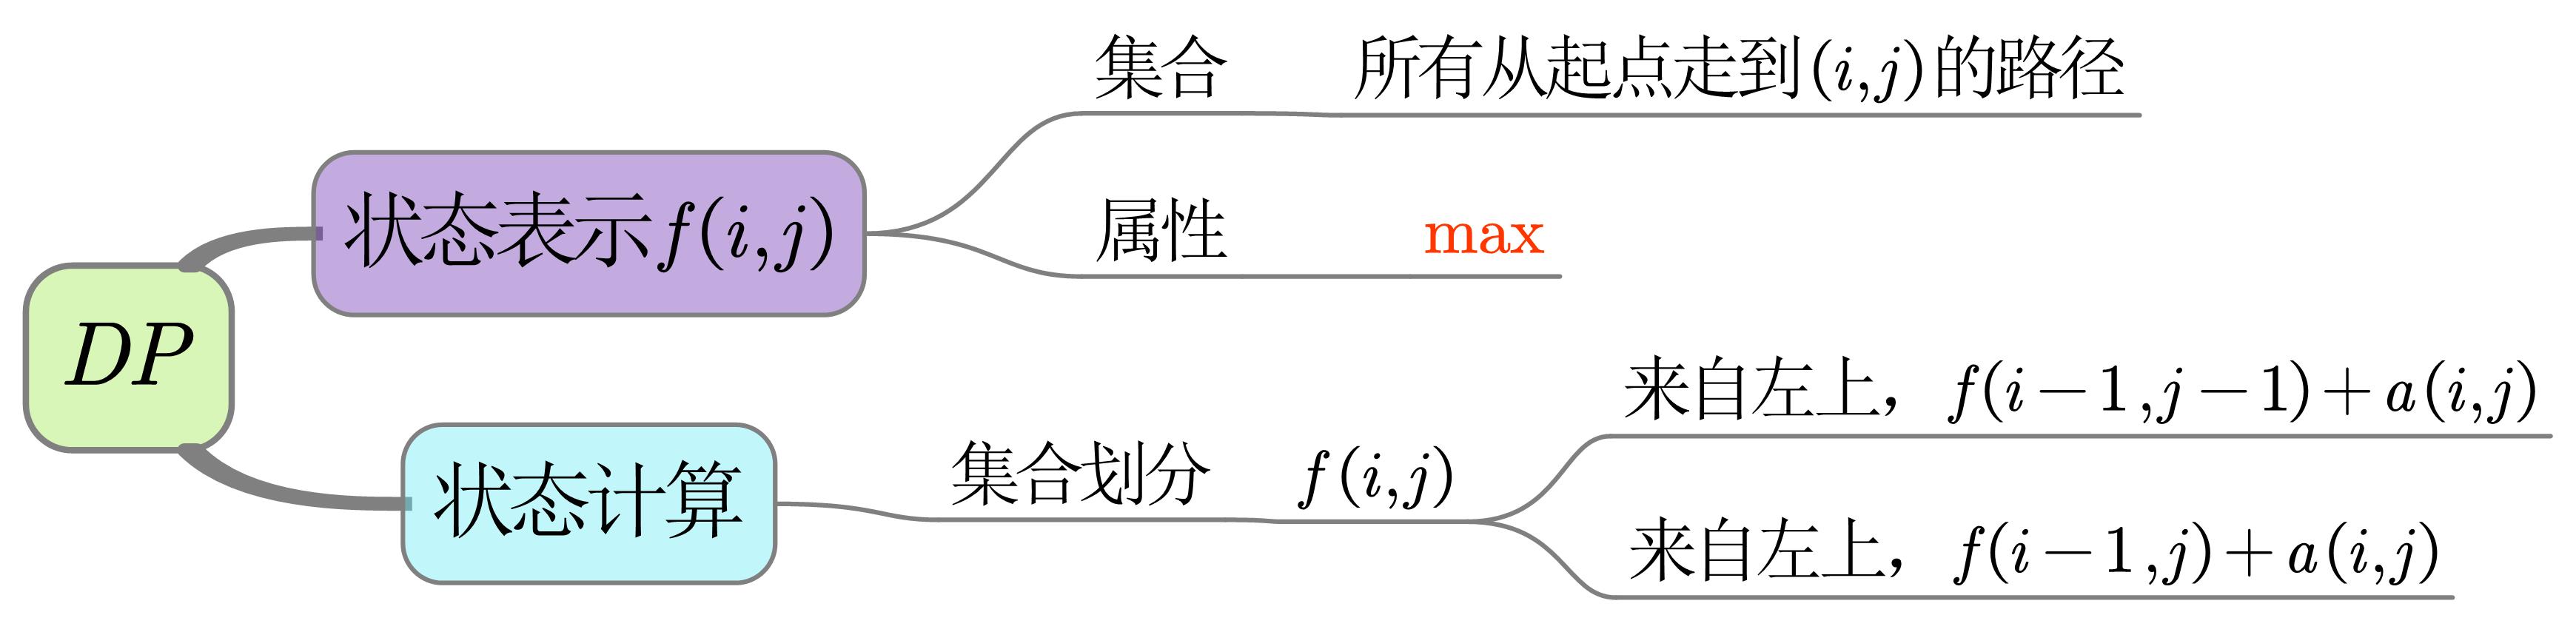 DP
状态表示f(i,j)
集合 所有从起点走到(i,j)的路径
属性 max
状态计算
集合划分 f(i,j)
来自左上，f(i−1,j−1)+a(i,j)
来自左上，f(i−1,j)+a(i,j)